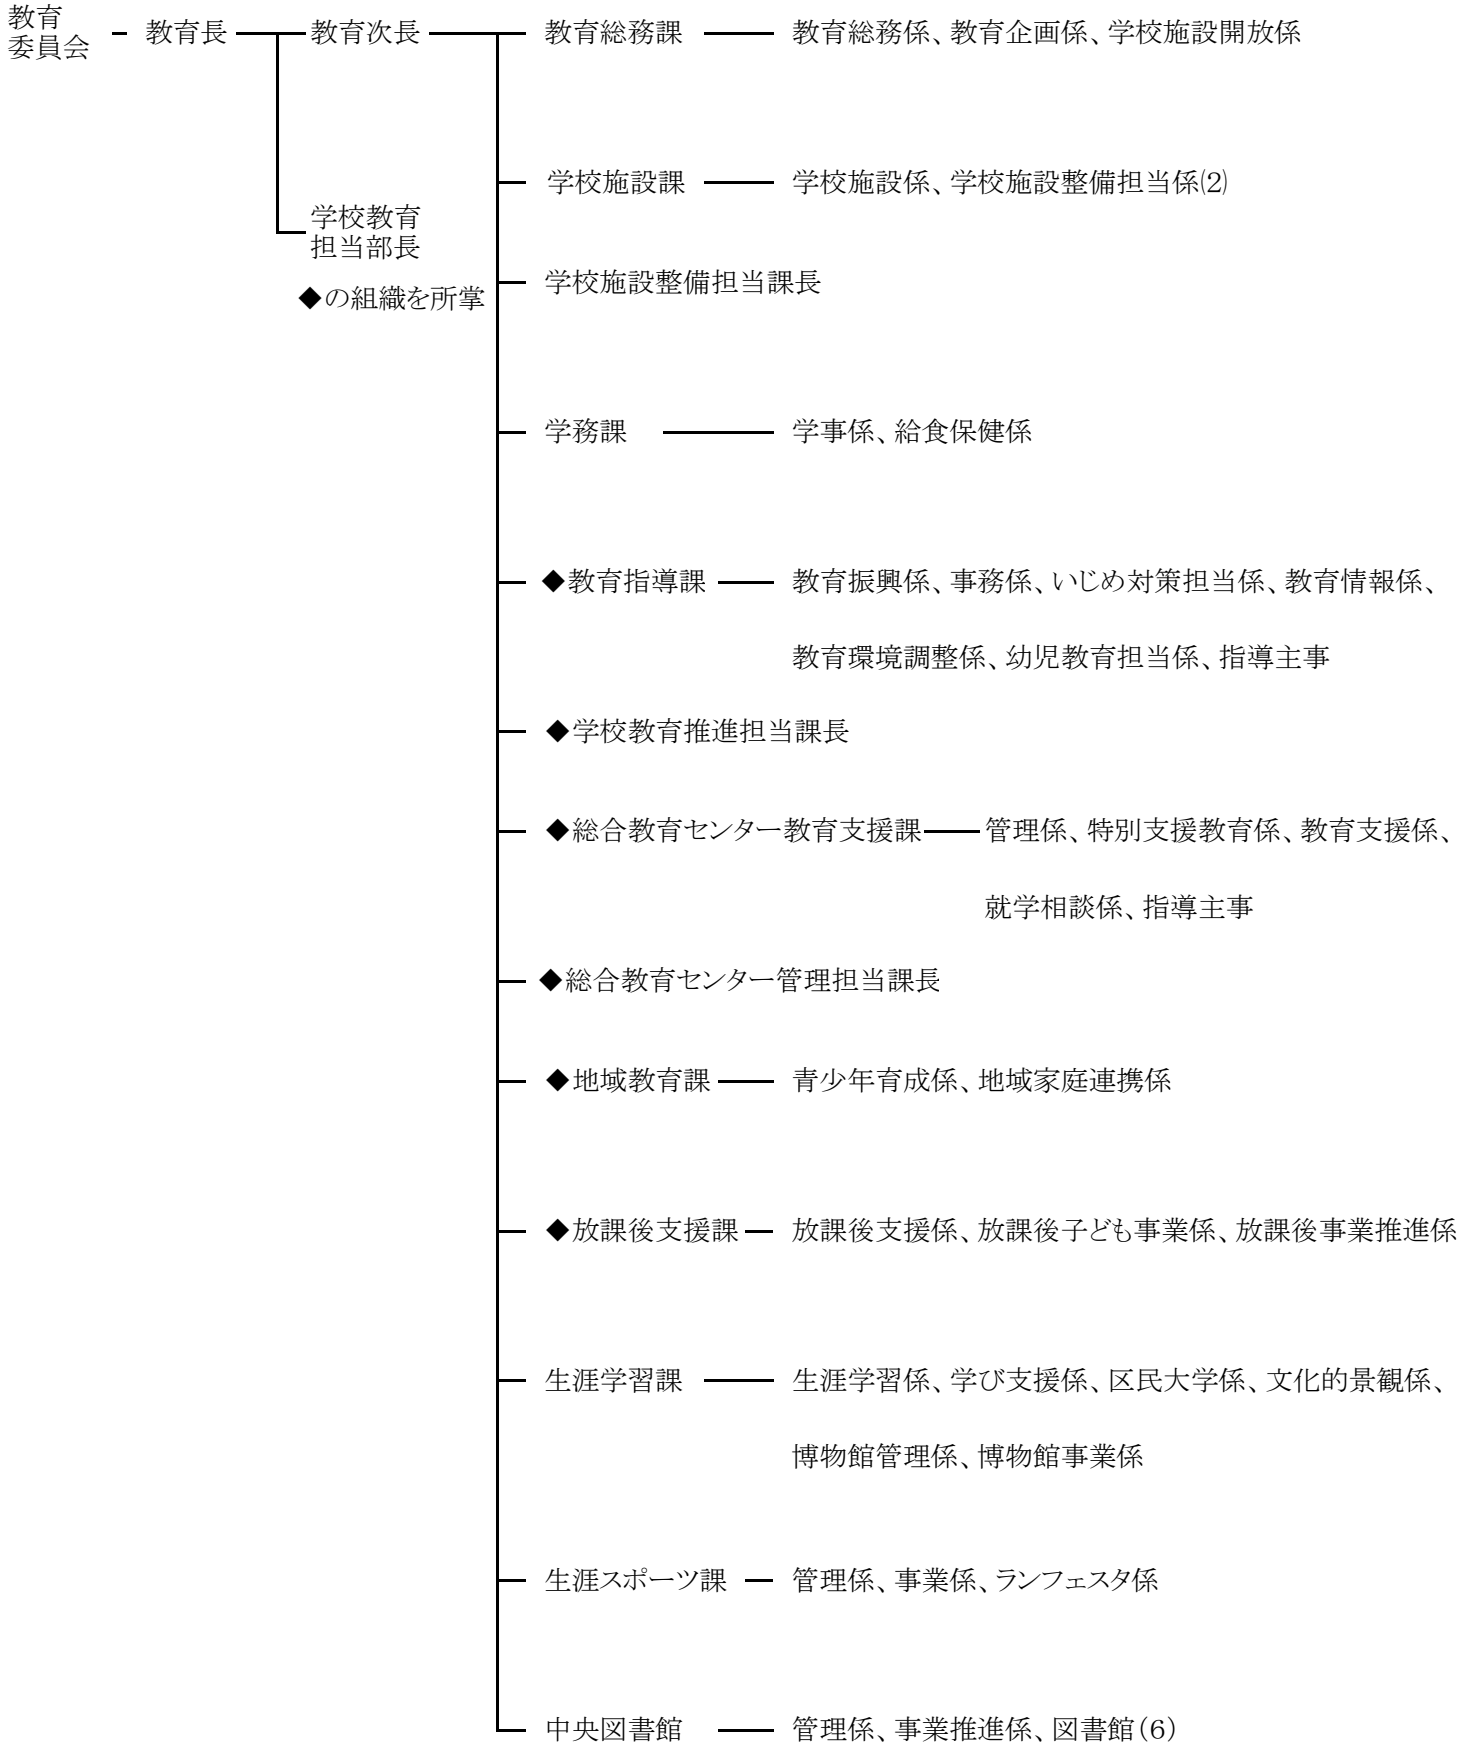 教育
委員会
教育長
教育次長
教育総務課
教育総務係、教育企画係、学校施設開放係
学校施設課
学校施設係、学校施設整備担当係(2)
学校教育
担当部長
◆の組織を所掌
学校施設整備担当課長
学務課
学事係、給食保健係
◆教育指導課
教育振興係、事務係、いじめ対策担当係、教育情報係、
教育環境調整係、幼児教育担当係、指導主事
◆学校教育推進担当課長
◆総合教育センター教育支援課
管理係、特別支援教育係、教育支援係、
就学相談係、指導主事
◆総合教育センター管理担当課長
◆地域教育課
青少年育成係、地域家庭連携係
◆放課後支援課
放課後支援係、放課後子ども事業係、放課後事業推進係
生涯学習課
生涯学習係、学び支援係、区民大学係、文化的景観係、
博物館管理係、博物館事業係
生涯スポーツ課
管理係、事業係、ランフェスタ係
中央図書館
管理係、事業推進係、図書館(6)